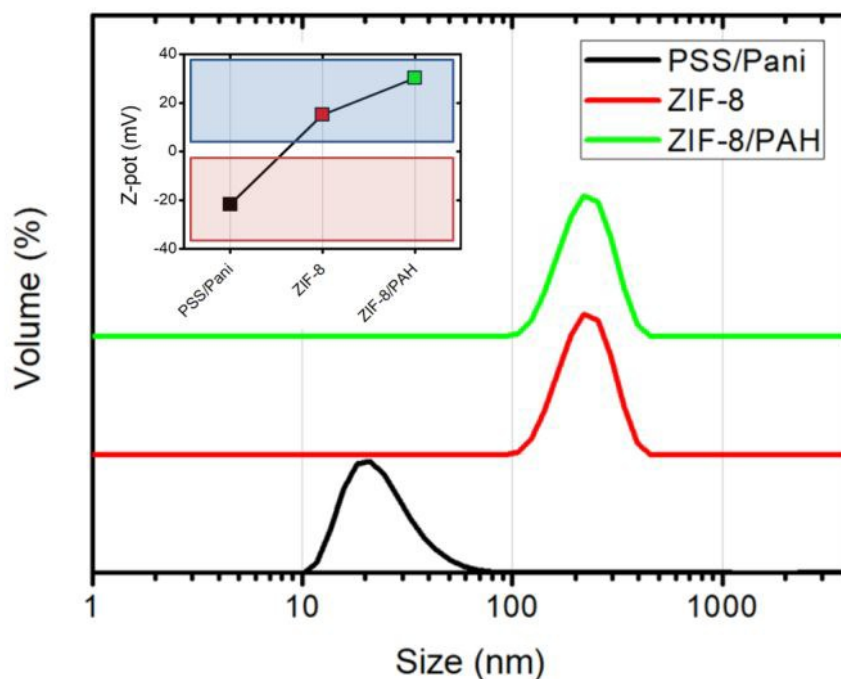 PSS/Pani
ZIF-8
ZIF-8/PAH
40
20
0
-20
-40
Z-pot (mV)
PSS/Pani
ZIF-8
ZIF-8/PAH
Volume (%)
1
10
100
1000
Size (nm)